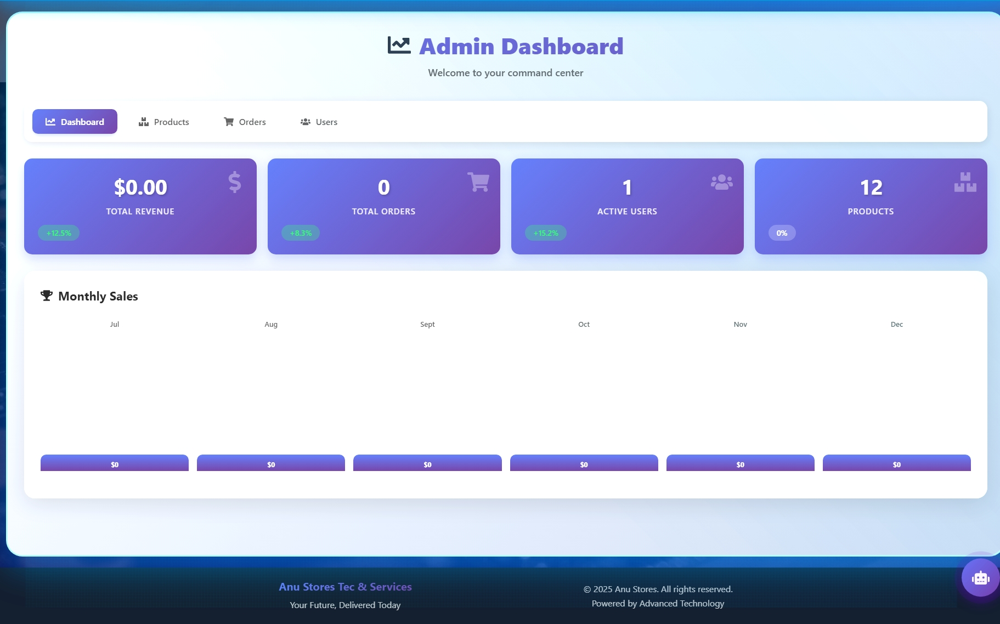 Admin Dashboard
Welcome to your command center
Dashboard Products Orders Users
$0.00
TOTAL REVENUE
+12.5%
0
TOTAL ORDERS
+8.3%
1
ACTIVE USERS
+15.2%
12
PRODUCTS
0%
Monthly Sales
Jul Aug Sept Oct Nov Dec
$0 $0 $0 $0 $0 $0
Anu Stores Tec & Services
Your Future, Delivered Today
© 2025 Anu Stores. All rights reserved.
Powered by Advanced Technology